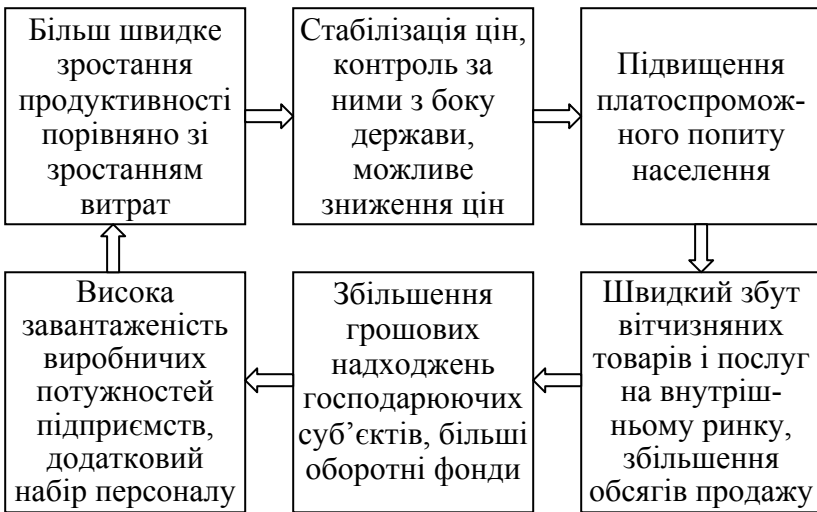 Більш швидке
зростання
продуктивності
порівняно зі
зростанням
витрат
Стабілізація цін,
контроль за
ними з боку
держави,
можливе
зниження цін
Підвищення
платоспромож-
ного попиту
населення
Висока
завантаженість
виробничих
потужностей
підприємств,
додатковий
набір персоналу
Збільшення
грошових
надходжень
господарюючих
суб’єктів, більші
оборотні фонди
Швидкий збут
вітчизняних
товарів і послуг
на внутріш-
ньому ринку,
збільшення
обсягів продажу